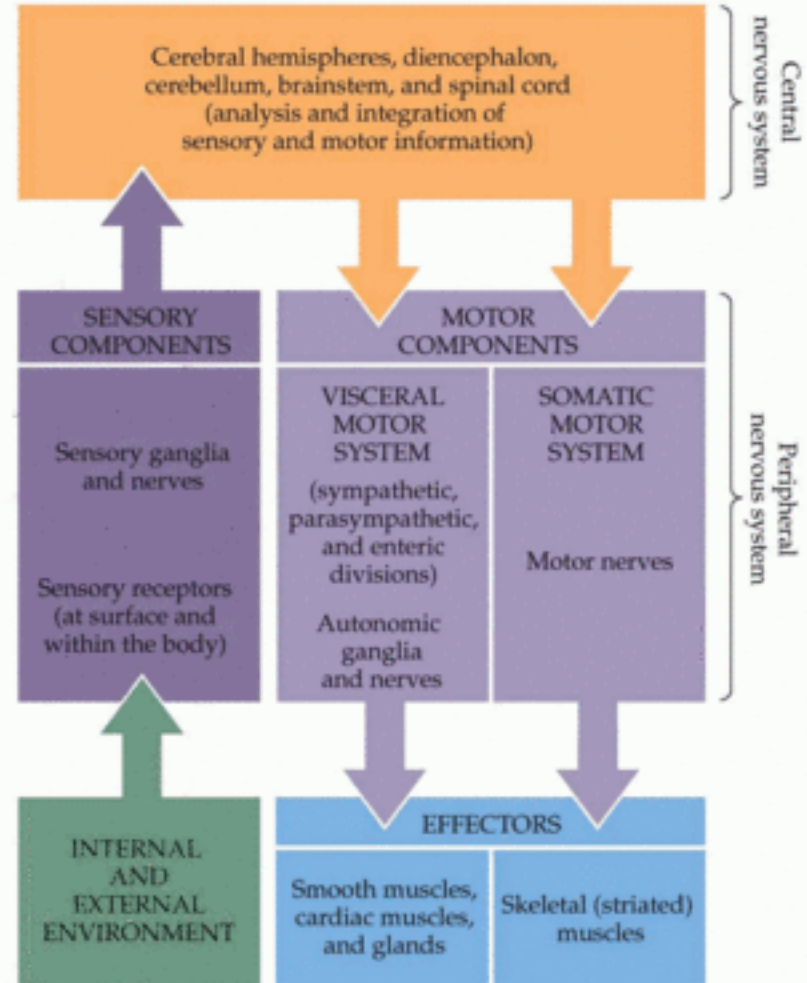 Cerebral hemispheres, diencephalon,
cerebellum, brainstem, and spinal cord
(analysis and integration of
sensory and motor information)
Central
nervous system
SENSORY
COMPONENTS
Sensory ganglia
and nerves
Sensory receptors
(at surface and
within the body)
MOTOR
COMPONENTS
VISCERAL
MOTOR
SYSTEM
(sympathetic,
parasympathetic,
and enteric
divisions)
Autonomic
ganglia
and nerves
SOMATIC
MOTOR
SYSTEM
Motor nerves
Peripheral
nervous system
INTERNAL
AND
EXTERNAL
ENVIRONMENT
EFFECTORS
Smooth muscles,
cardiac muscles,
and glands
Skeletal (striated)
muscles